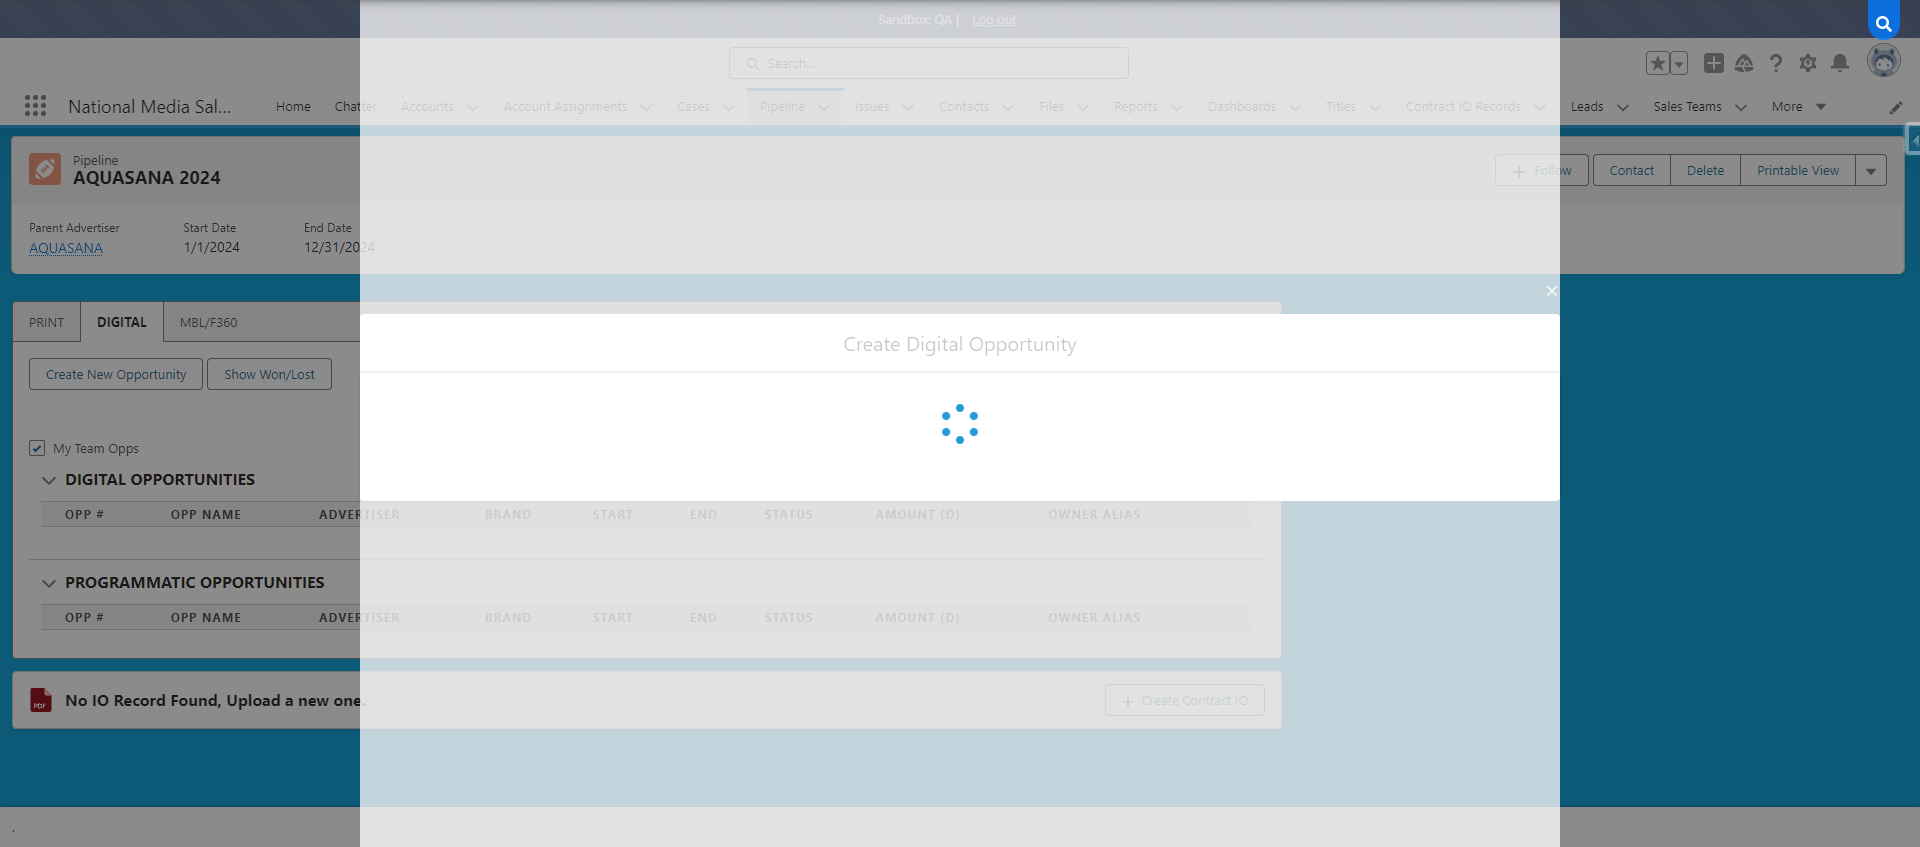 Sandbox: QA | Log out
Search...
National Media Sal...
Home
Chatter
Accounts
Account Assignments
Cases
Pipeline
Issues
Contacts
Files
Reports
Dashboards
Titles
Contract IO Records
Leads
Sales Teams
More
Pipeline
AQUASANA 2024
Follow
Contact
Delete
Printable View
Parent Advertiser
Start Date
End Date
AQUASANA
1/1/2024
12/31/2024
PRINT
DIGITAL
MBL/F360
Create Digital Opportunity
Create New Opportunity
Show Won/Lost
My Team Opps
DIGITAL OPPORTUNITIES
OPP # OPP NAME ADVERTISER BRAND START END STATUS AMOUNT (D) OWNER ALIAS
PROGRAMMATIC OPPORTUNITIES
OPP # OPP NAME ADVERTISER BRAND START END STATUS AMOUNT (D) OWNER ALIAS
PDF
No IO Record Found, Upload a new one.
Create Contract IO
.